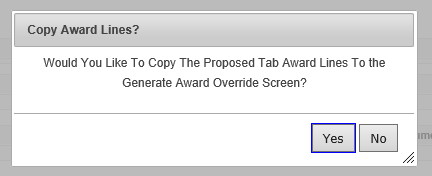 Copy Award Lines?
Would You Like To Copy The Proposed Tab Award Lines To the
Generate Award Override Screen?
Yes No